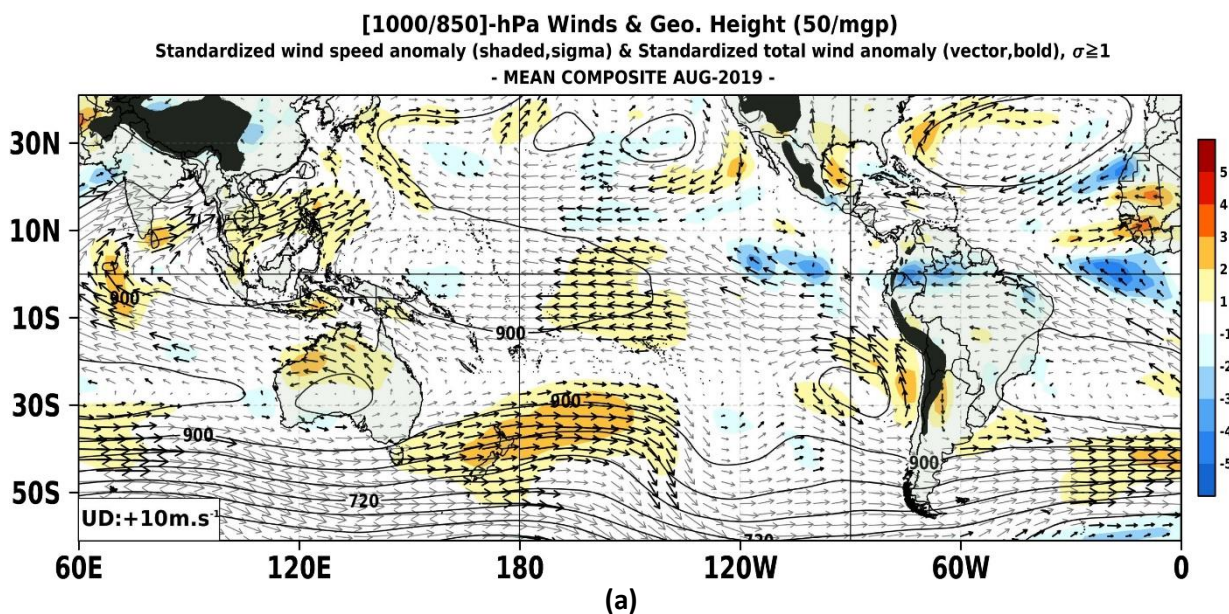 [1000/850]-hPa Winds & Geo. Height (50/mgp)
Standardized wind speed anomaly (shaded,sigma) & Standardized total wind anomaly (vector,bold), σ≧1
- MEAN COMPOSITE AUG-2019 -
30N
10N
10S
30S
50S
900
900
900
900
900
720
720
UD:+10m.s⁻¹
60E 120E 180 120W 60W 0
5
4
3
2
1
-1
-2
-3
-4
-5
(a)